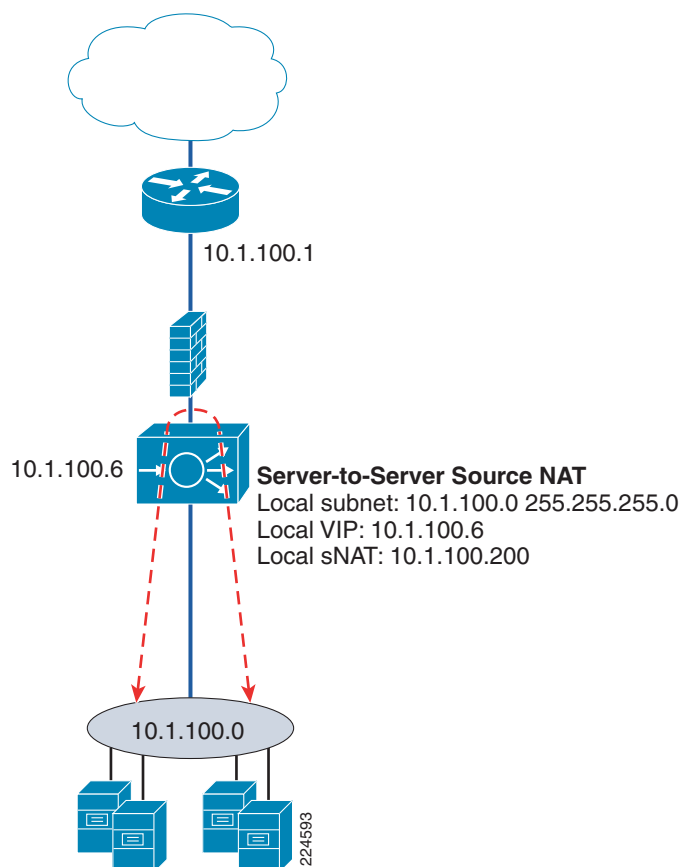 10.1.100.1
10.1.100.6
Server-to-Server Source NAT
Local subnet: 10.1.100.0 255.255.255.0
Local VIP: 10.1.100.6
Local sNAT: 10.1.100.200
10.1.100.0
224593